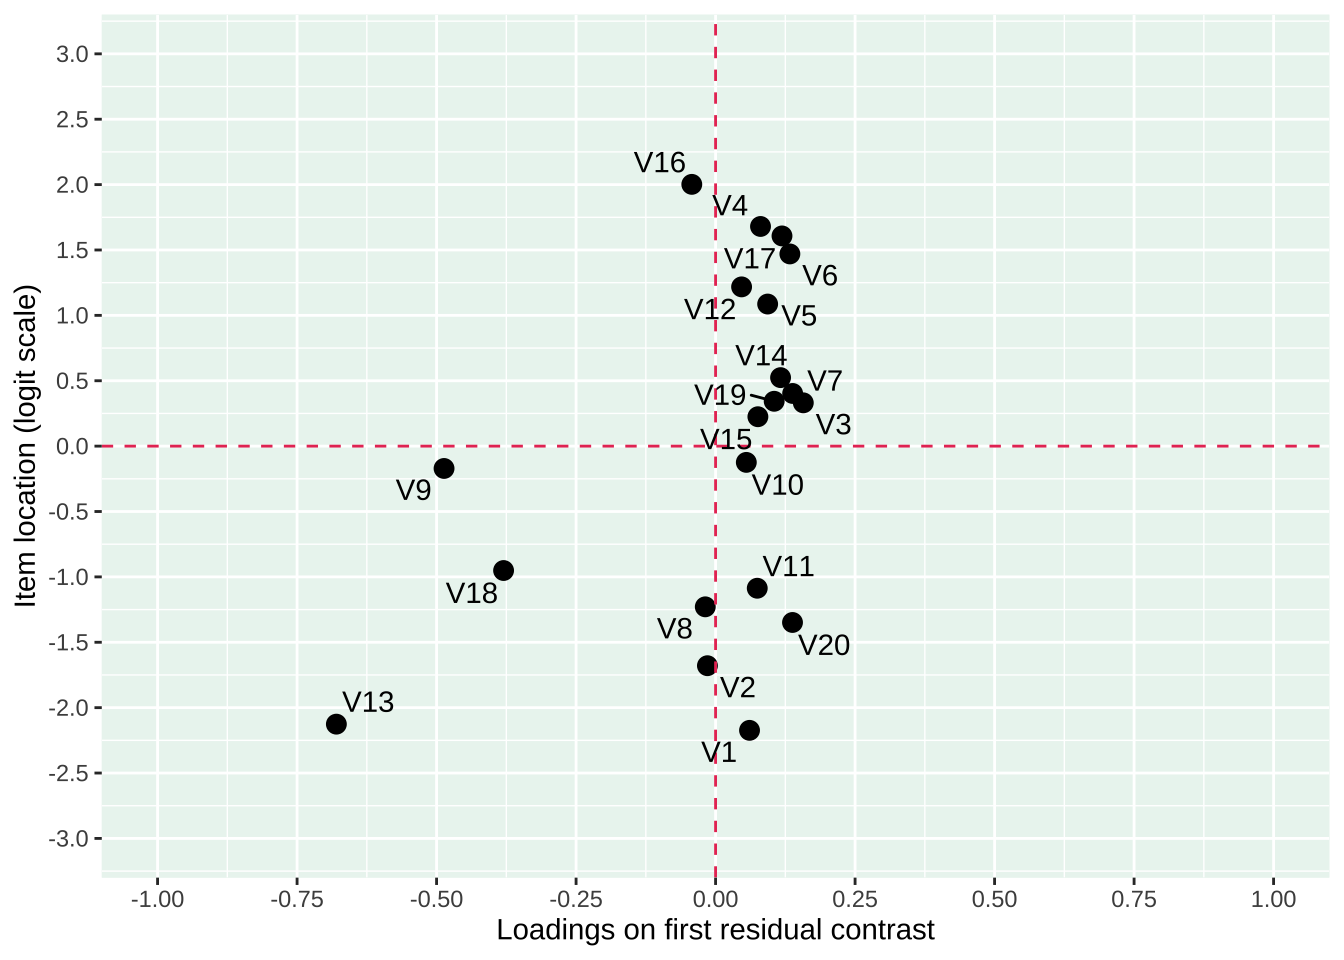 3.0
2.5
2.0
1.5
1.0
0.5
0.0
-0.5
-1.0
-1.5
-2.0
-2.5
-3.0
Item location (logit scale)
V16
V4
V17
V6
V12
V5
V14
V7
V19
V3
V15
V9
V10
V11
V18
V8
V20
V2
V13
V1
-1.00 -0.75 -0.50 -0.25 0.00 0.25 0.50 0.75 1.00
Loadings on first residual contrast